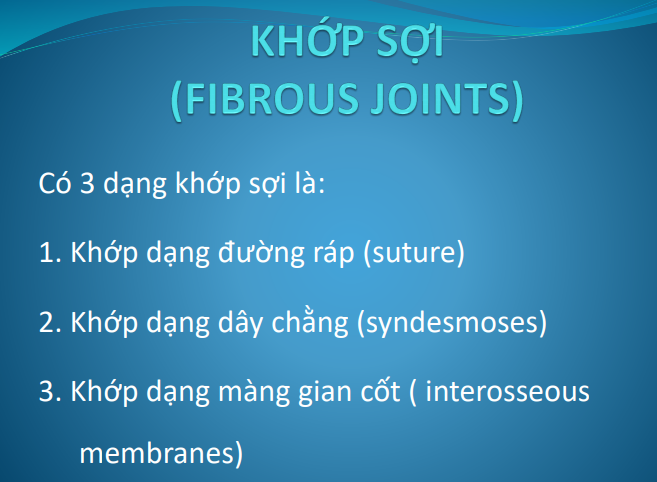 KHỚP SỢI
(FIBROUS JOINTS)
Có 3 dạng khớp sợi là:
1. Khớp dạng đường ráp (suture)
2. Khớp dạng dây chằng (syndesmoses)
3. Khớp dạng màng gian cốt ( interosseous
membranes)